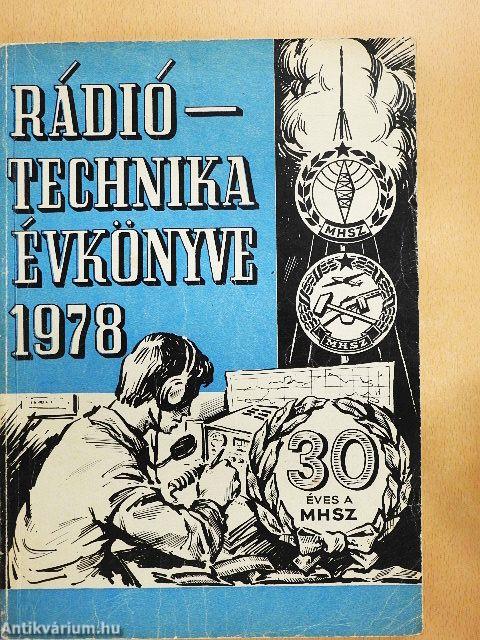 RÁDIÓ—
TECHNIKA
ÉVKÖNYVE
1978
MHSZ
MHSZ
30
ÉVES A
MHSZ
Antikvárium.hu